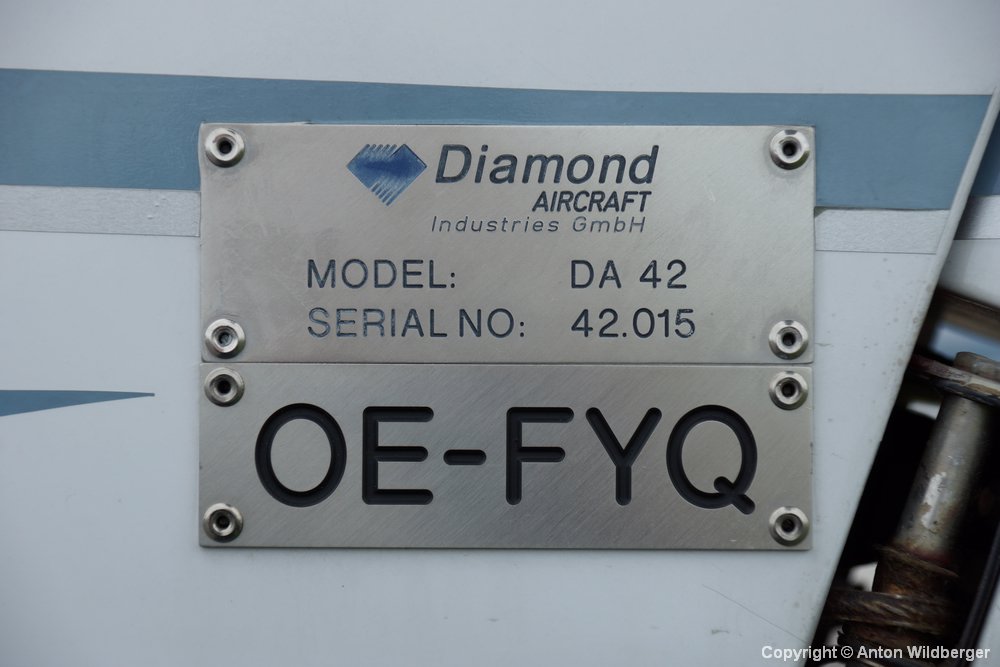 Diamond
AIRCRAFT
Industries GmbH
MODEL: DA 42
SERIAL NO: 42.015
OE-FYQ
Copyright © Anton Wildberger